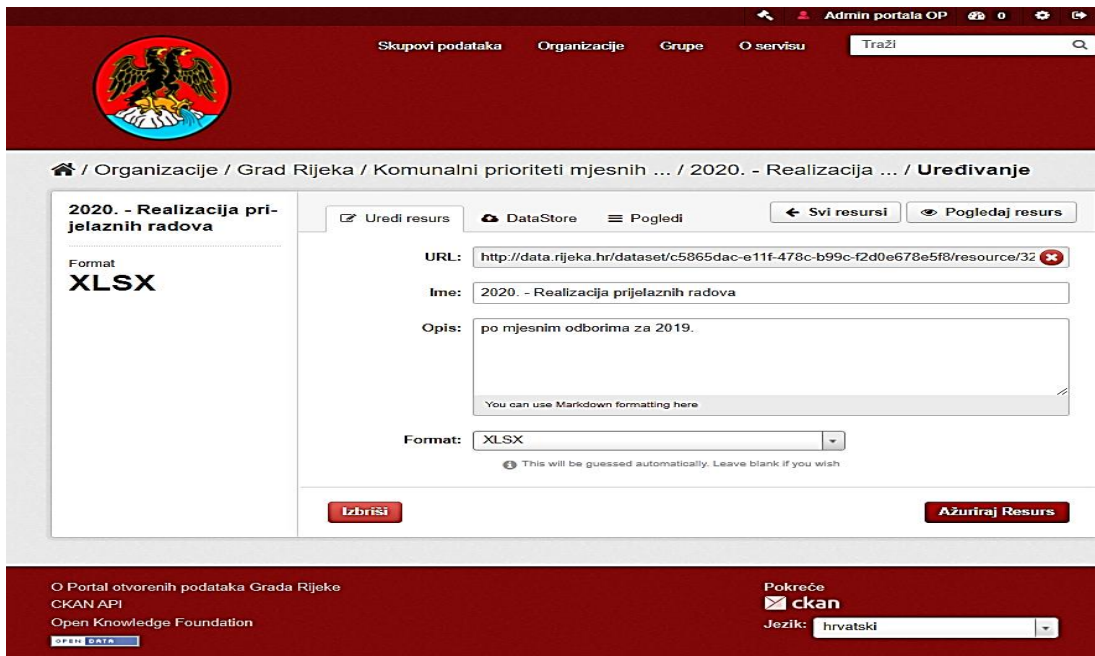 Admin portala OP 0
Skupovi podataka Organizacije Grupe O servisu Traži
/ Organizacije / Grad Rijeka / Komunalni prioriteti mjesnih ... / 2020. - Realizacija ... / Uređivanje
2020. - Realizacija pri-
jelaznih radova
Format
XLSX
Uredi resurs DataStore Pogledi Svi resursi Pogledaj resurs
URL: http://data.rijeka.hr/dataset/c5865dac-e11f-478c-b99c-f2d0e678e5f8/resource/32
Ime: 2020. - Realizacija prijelaznih radova
Opis: po mjesnim odborima za 2019.
You can use Markdown formatting here
Format: XLSX
This will be guessed automatically. Leave blank if you wish
Izbriši Ažuriraj Resurs
O Portal otvorenih podataka Grada Rijeke
CKAN API
Open Knowledge Foundation
OPEN DATA
Pokreće
ckan
Jezik: hrvatski